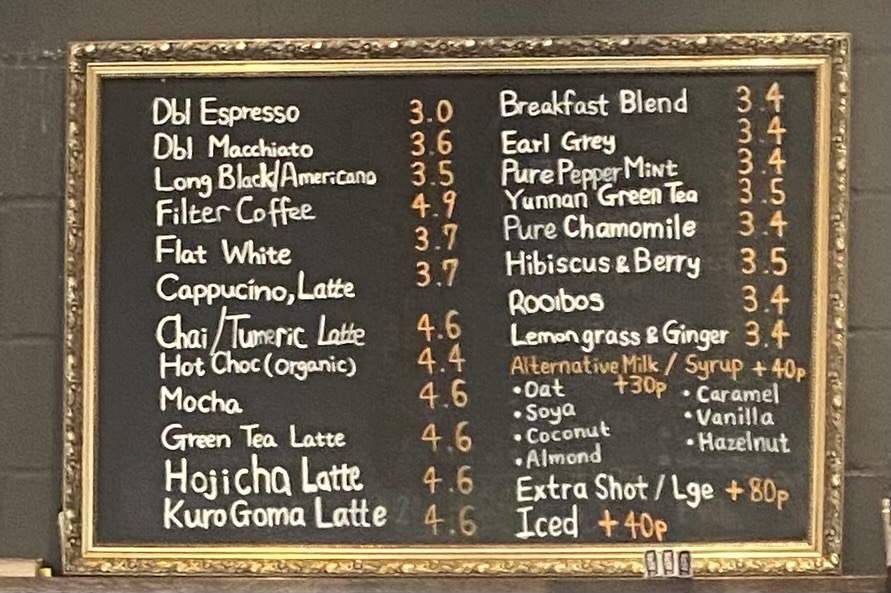 Dbl Espresso 3.0
Dbl Macchiato 3.6
Long Black/Americano 3.5
Filter Coffee 4.9
Flat White 3.7
Cappucino, Latte 3.7
Chai/Tumeric Latte 4.6
Hot Choc (organic) 4.4
Mocha 4.6
Green Tea Latte 4.6
Hojicha Latte 4.6
Kuro Goma Latte 4.6
Breakfast Blend 3.4
Earl Grey 3.4
Pure PepperMint 3.4
Yunnan Green Tea 3.5
Pure Chamomile 3.4
Hibiscus & Berry 3.5
Rooibos 3.4
Lemongrass & Ginger 3.4
Alternative Milk / Syrup +40p
+30p
•Oat
•Soya
•Coconut
•Almond
•Caramel
•Vanilla
•Hazelnut
Extra Shot / Lge +80p
Iced +40p